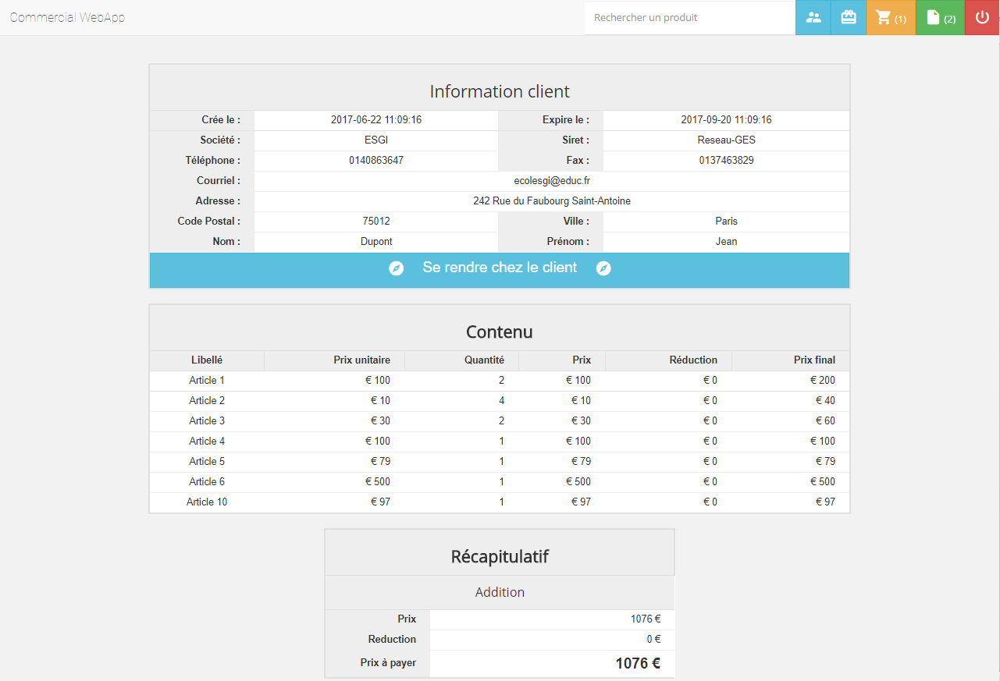 Commercial WebApp Rechercher un produit (1) (2)
Information client
Crée le : 2017-06-22 11:09:16 Expire le : 2017-09-20 11:09:16
Société : ESGI Siret : Reseau-GES
Téléphone : 0140863647 Fax : 0137463829
Courriel : ecolesgi@educ.fr
Adresse : 242 Rue du Faubourg Saint-Antoine
Code Postal : 75012 Ville : Paris
Nom : Dupont Prénom : Jean
Se rendre chez le client
Contenu
Libellé Prix unitaire Quantité Prix Réduction Prix final
Article 1 € 100 2 € 100 € 0 € 200
Article 2 € 10 4 € 10 € 0 € 40
Article 3 € 30 2 € 30 € 0 € 60
Article 4 € 100 1 € 100 € 0 € 100
Article 5 € 79 1 € 79 € 0 € 79
Article 6 € 500 1 € 500 € 0 € 500
Article 10 € 97 1 € 97 € 0 € 97
Récapitulatif
Addition
Prix 1076 €
Reduction 0 €
Prix à payer 1076 €